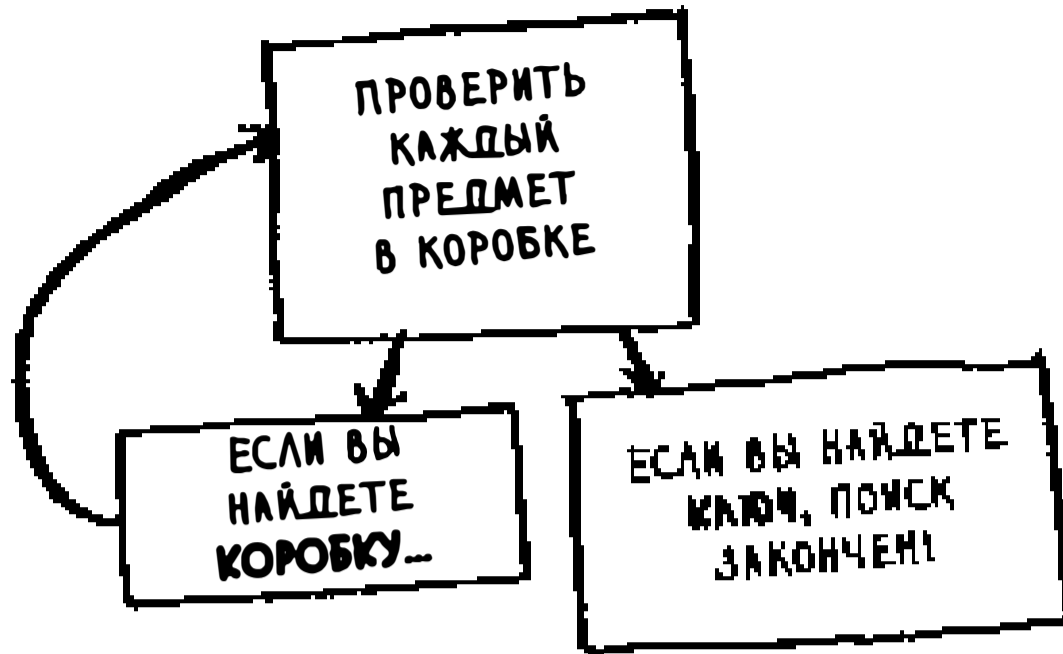 ПРОВЕРИТЬ
КАЖДЫЙ
ПРЕДМЕТ
В КОРОБКЕ
ЕСЛИ ВЫ
НАЙДЕТЕ
КОРОБКУ...
ЕСЛИ ВЫ НАЙДЕТЕ
КЛЮЧ, ПОИСК
ЗАКОНЧЕН!